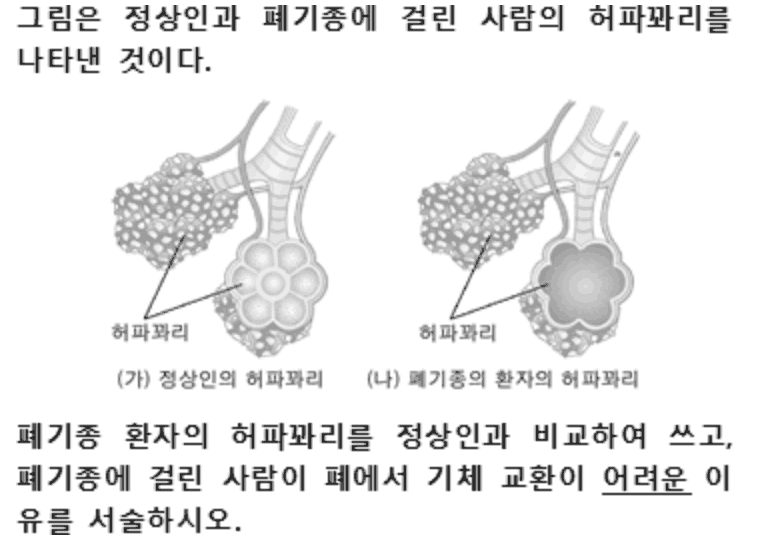 그림은 정상인과 폐기종에 걸린 사람의 허파꽈리를
나타낸 것이다.
허파꽈리
허파꽈리
(가) 정상인의 허파꽈리
(나) 폐기종의 환자의 허파꽈리
폐기종 환자의 허파꽈리를 정상인과 비교하여 쓰고,
폐기종에 걸린 사람이 폐에서 기체 교환이 어려운 이
유를 서술하시오.